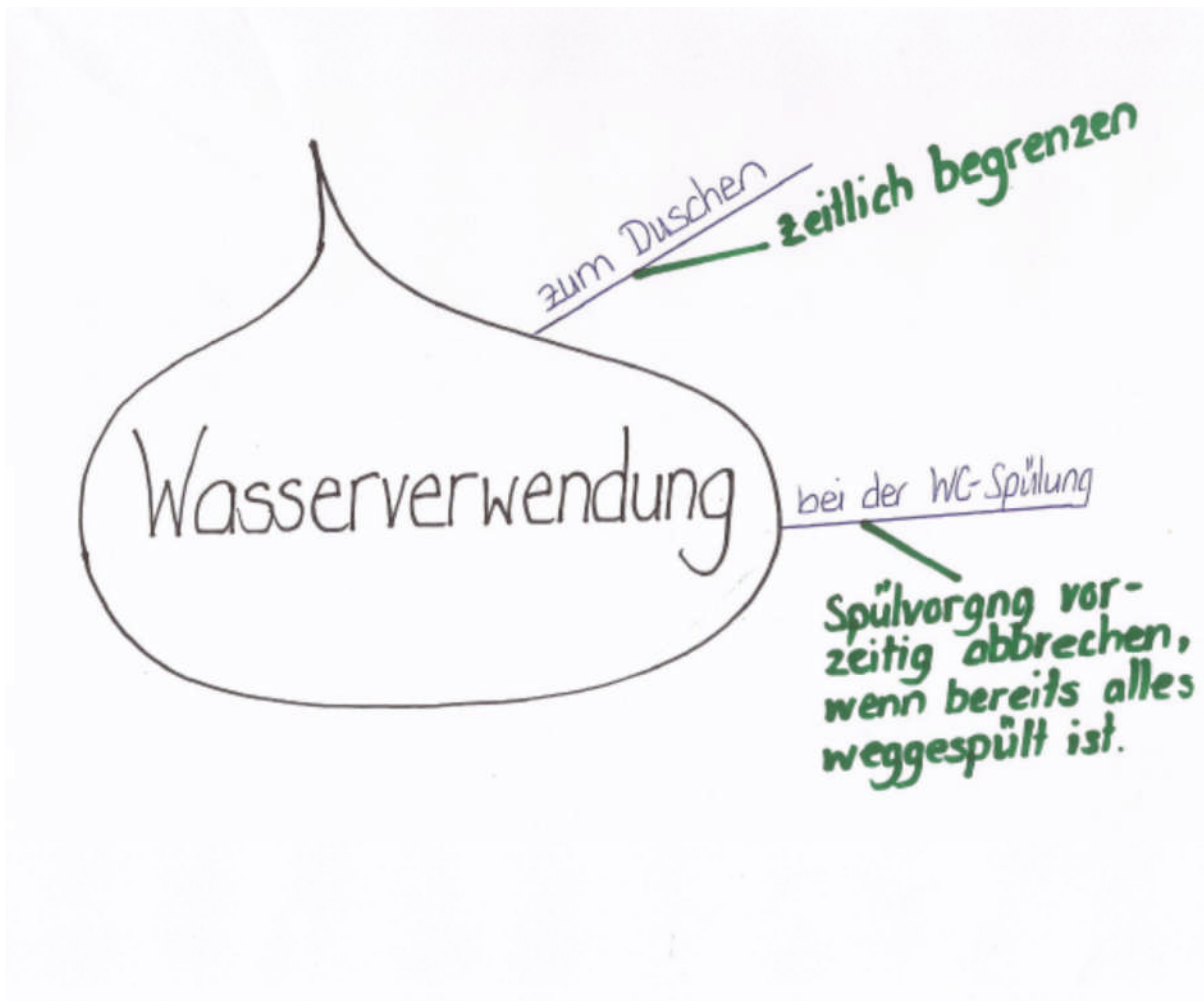 zum Duschen
zeitlich begrenzen
Wasserverwendung
bei der WC-Spülung
Spülvorgng vor-
zeitig abbrechen,
wenn bereits alles
weggespült ist.